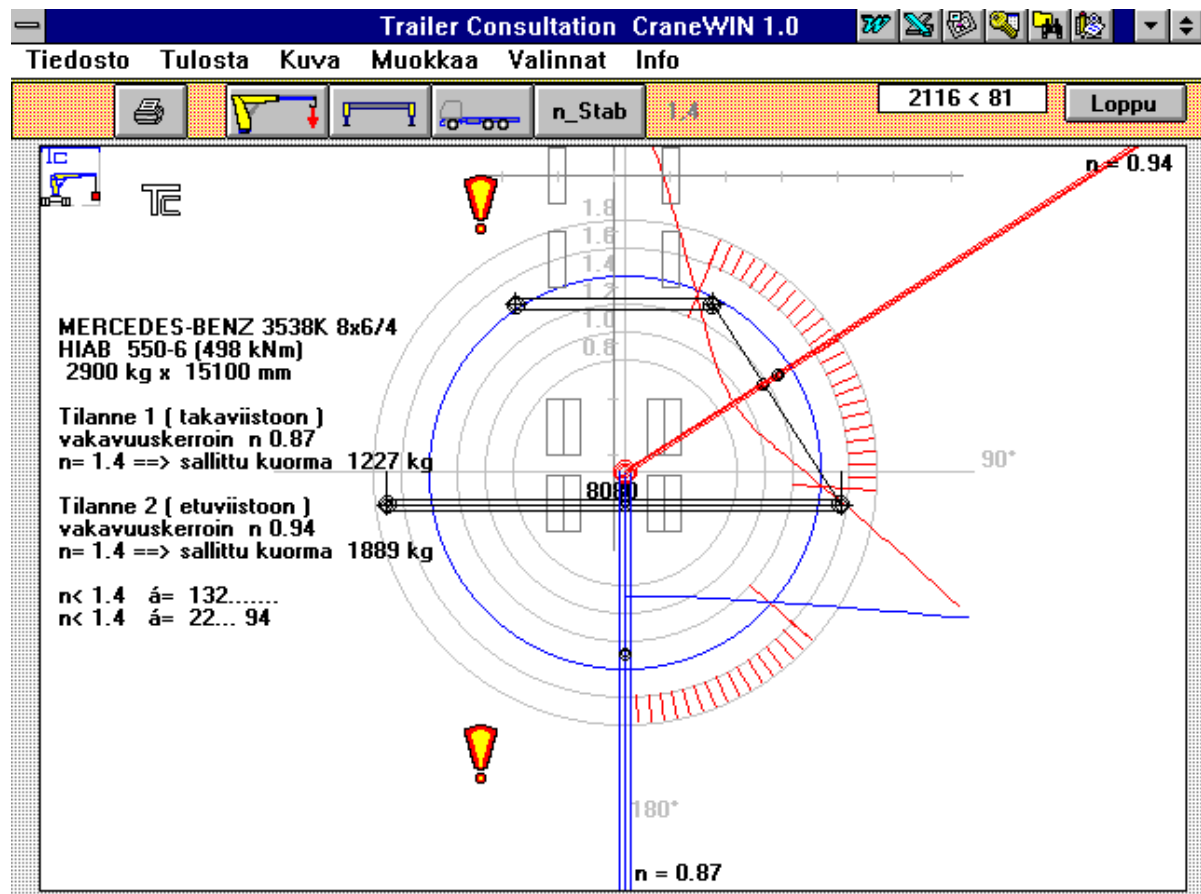 Trailer Consultation CraneWIN 1.0
Tiedosto Tulosta Kuva Muokkaa Valinnat Info
n_Stab 1.4 2116 < 81 Loppu
Tc
TC
n = 0.94
1.8
1.6
1.4
1.2
1.0
0.8
MERCEDES-BENZ 3538K 8x6/4
HIAB 550-6 (498 kNm)
2900 kg x 15100 mm
Tilanne 1 ( takaviistoon )
vakavuuskerroin n 0.87
n= 1.4 ==> sallittu kuorma 1227 kg
90°
8080
Tilanne 2 ( etuviistoon )
vakavuuskerroin n 0.94
n= 1.4 ==> sallittu kuorma 1889 kg
n< 1.4 á= 132.......
n< 1.4 á= 22... 94
180°
n = 0.87